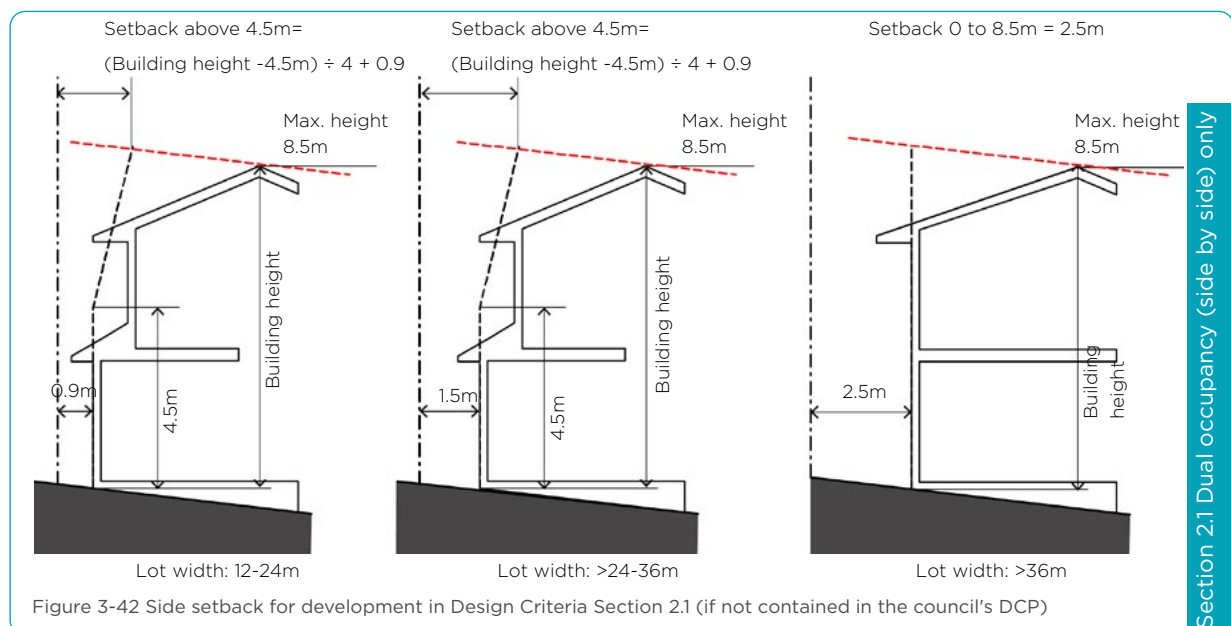 Setback above 4.5m=
(Building height -4.5m) ÷ 4 + 0.9
Max. height
8.5m
Building height
0.9m
4.5m
Lot width: 12-24m
Setback above 4.5m=
(Building height -4.5m) ÷ 4 + 0.9
Max. height
8.5m
Building height
1.5m
4.5m
Lot width: >24-36m
Setback 0 to 8.5m = 2.5m
Max. height
8.5m
2.5m
Building
height
Lot width: >36m
Figure 3-42 Side setback for development in Design Criteria Section 2.1 (if not contained in the council's DCP)
Section 2.1 Dual occupancy (side by side) only